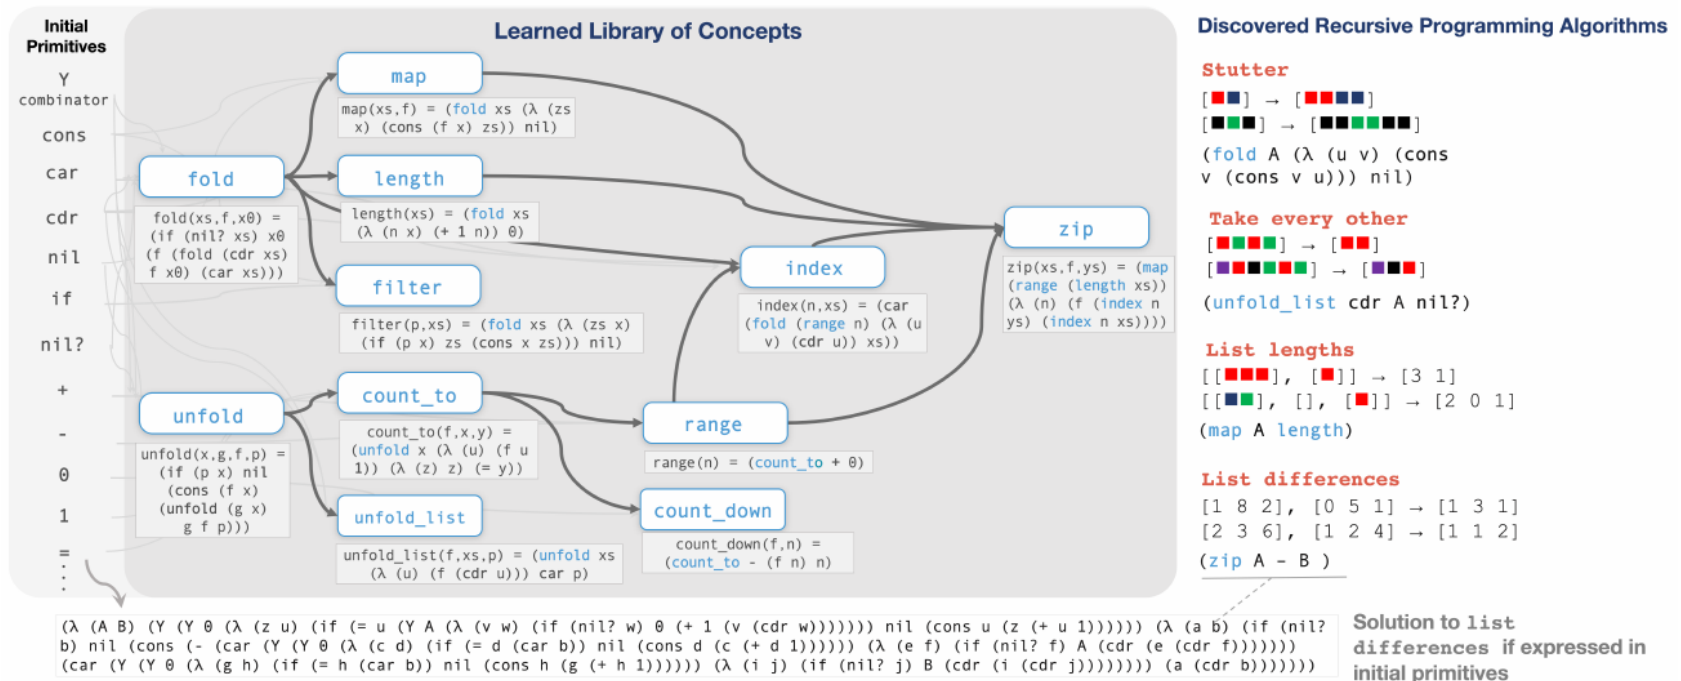 Initial
Primitives
Y
combinator
cons
car
cdr
nil
if
nil?
+
-
0
1
=
Learned Library of Concepts
fold
fold(xs,f,x0) =
(if (nil? xs) x0
(f (fold (cdr xs)
f x0) (car xs)))
unfold
unfold(x,g,f,p) =
(if (p x) nil
(cons (f x)
(unfold (g x)
g f p)))
map
map(xs,f) = (fold xs (λ (zs
x) (cons (f x) zs)) nil)
length
length(xs) = (fold xs
(λ (n x) (+ 1 n)) 0)
filter
filter(p,xs) = (fold xs (λ (zs x)
(if (p x) zs (cons x zs))) nil)
count_to
count_to(f,x,y) =
(unfold x (λ (u) (f u
1)) (λ (z) z) (= y))
unfold_list
unfold_list(f,xs,p) = (unfold xs
(λ (u) (f (cdr u))) car p)
range
range(n) = (count_to + 0)
count_down
count_down(f,n) =
(count_to - (f n) n)
index
index(n,xs) = (car
(fold (range n) (λ (u
v) (cdr u)) xs))
zip
zip(xs,f,ys) = (map
(range (length xs))
(λ (n) (f (index n
ys) (index n xs))))
Discovered Recursive Programming Algorithms
Stutter
[ ] → [ ]
[ ] → [ ]
(fold A (λ (u v) (cons
v (cons v u))) nil)
Take every other
[ ] → [ ]
[ ] → [ ]
(unfold_list cdr A nil?)
List lengths
[[ ], [ ]] → [3 1]
[[ ], [], [ ]] → [2 0 1]
(map A length)
List differences
[1 8 2], [0 5 1] → [1 3 1]
[2 3 6], [1 2 4] → [1 1 2]
(zip A - B )
(λ (A B) (Y (Y 0 (λ (z u) (if (= u (Y A (λ (v w) (if (nil? w) 0 (+ 1 (v (cdr w))))))) nil (cons u (z (+ u 1)))))) (λ (a b) (if (nil?
b) nil (cons (- (car (Y (Y 0 (λ (c d) (if (= d (car b)) nil (cons d (c (+ d 1)))))) (λ (e f) (if (nil? f) A (cdr (e (cdr f)))))))
(car (Y (Y 0 (λ (g h) (if (= h (car b)) nil (cons h (g (+ h 1)))))) (λ (i j) (if (nil? j) B (cdr (i (cdr j)))))))) (a (cdr b)))))))
Solution to list
differences if expressed in
initial primitives